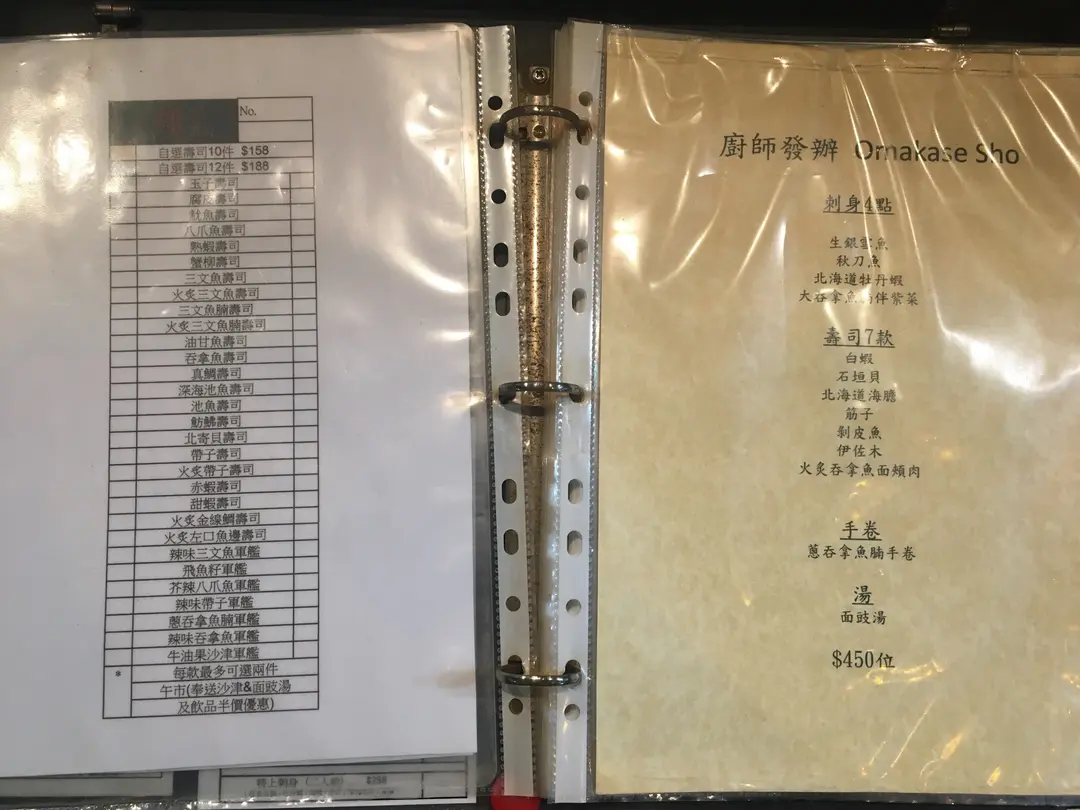 No.
自選壽司10件 $158
自選壽司12件 $188
玉子壽司
腐皮壽司
魷魚壽司
八爪魚壽司
熟蝦壽司
蟹柳壽司
三文魚壽司
火炙三文魚壽司
三文魚腩壽司
火炙三文魚腩壽司
油甘魚壽司
吞拿魚壽司
真鯛壽司
深海池魚壽司
池魚壽司
魴鮄壽司
北寄貝壽司
帶子壽司
火炙帶子壽司
赤蝦壽司
甜蝦壽司
火炙金線鯛壽司
火炙左口魚邊壽司
辣味三文魚軍艦
飛魚籽軍艦
芥辣八爪魚軍艦
辣味帶子軍艦
蔥吞拿魚腩軍艦
辣味吞拿魚軍艦
牛油果沙津軍艦
* 每款最多可選兩件
午市(奉送沙津&面豉湯
及飲品半價優惠)
廚師發辦 Omakase Sho
刺身4點
生銀雪魚
秋刀魚
北海道牡丹蝦
大吞拿魚 伴紫菜
壽司7款
白蝦
石垣貝
北海道海膽
筋子
剝皮魚
伊佐木
火炙吞拿魚面頰肉
手卷
蔥吞拿魚腩手卷
湯
面豉湯
$450位